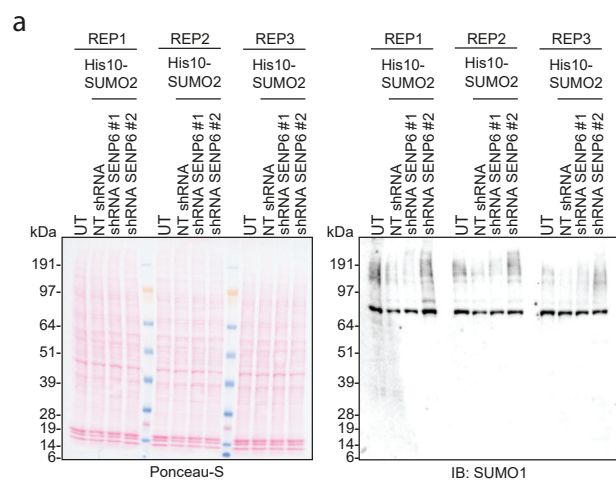 a
REP1 REP2 REP3
His10- His10- His10-
SUMO2 SUMO2 SUMO2
UT NT shRNA shRNA SENP6 #1 shRNA SENP6 #2 UT NT shRNA shRNA SENP6 #1 shRNA SENP6 #2 UT NT shRNA shRNA SENP6 #1 shRNA SENP6 #2
kDa
191-
97-
64-
51-
39-
28-
19-
14-
6-
Ponceau-S
REP1 REP2 REP3
His10- His10- His10-
SUMO2 SUMO2 SUMO2
UT NT shRNA shRNA SENP6 #1 shRNA SENP6 #2 UT NT shRNA shRNA SENP6 #1 shRNA SENP6 #2 UT NT shRNA shRNA SENP6 #1 shRNA SENP6 #2
kDa
191-
97-
64-
51-
39-
28-
19-
14-
6-
IB: SUMO1